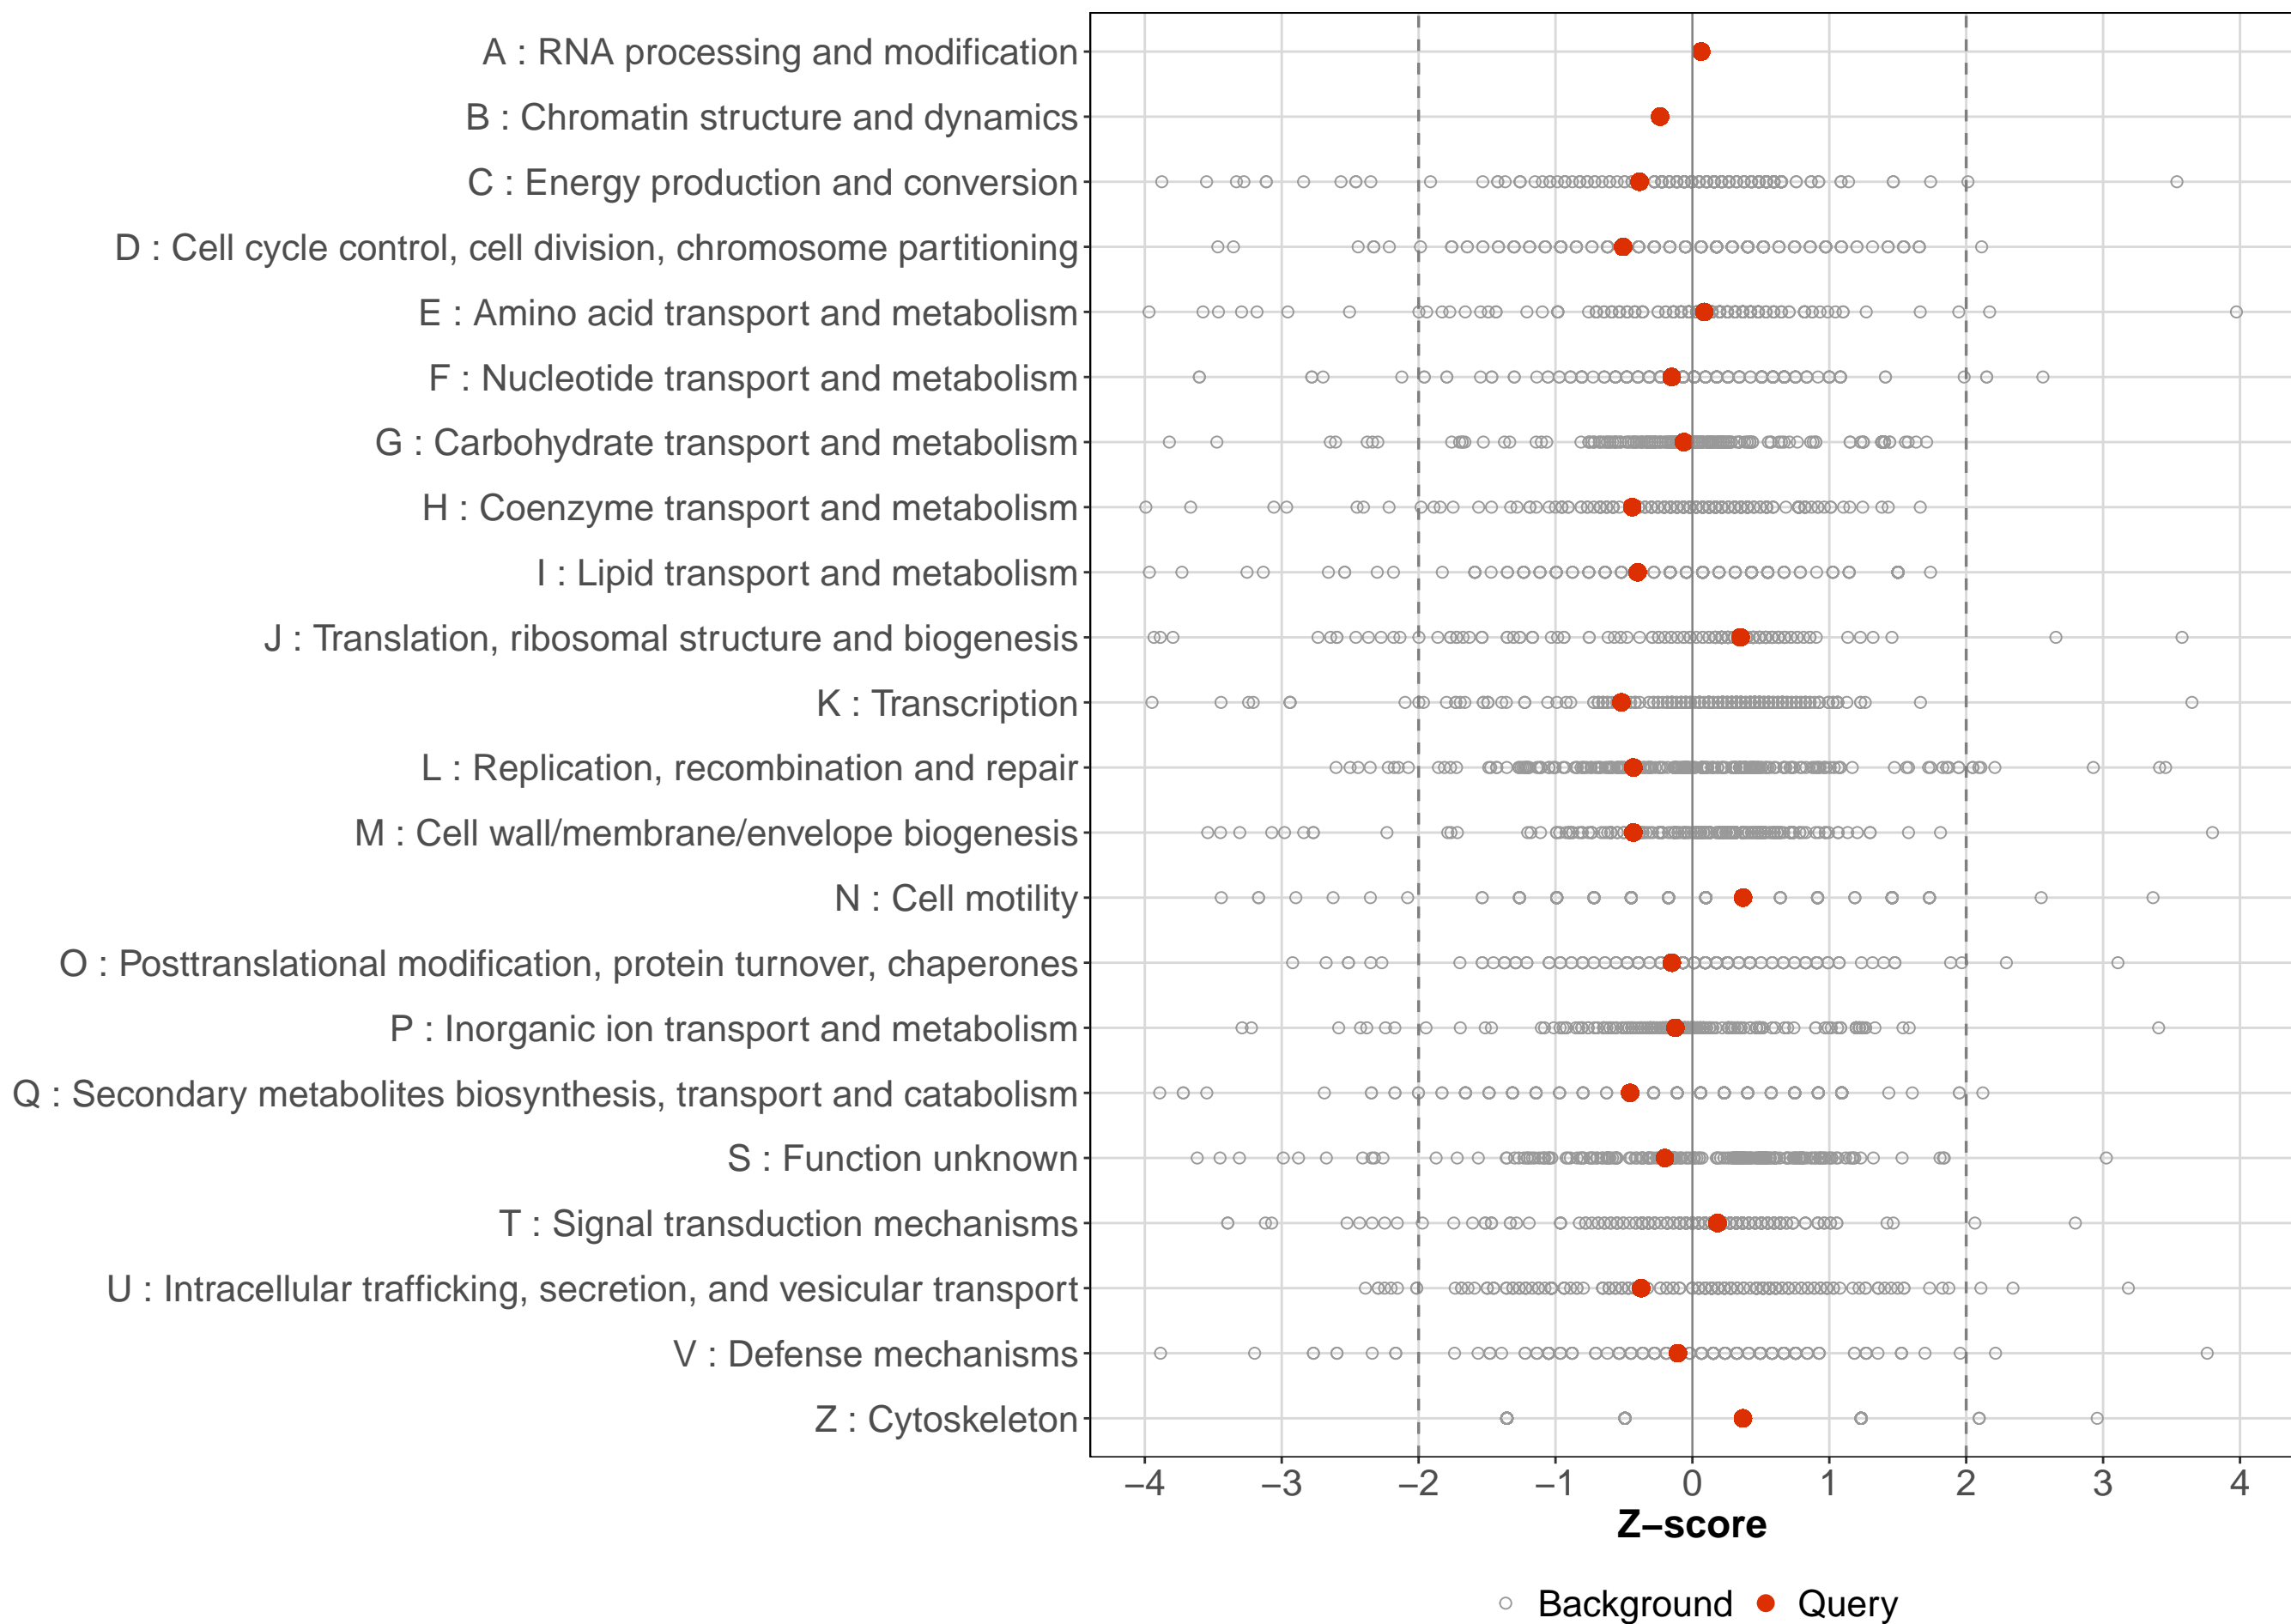 A : RNA processing and modification
B : Chromatin structure and dynamics
C : Energy production and conversion
D : Cell cycle control, cell division, chromosome partitioning
E : Amino acid transport and metabolism
F : Nucleotide transport and metabolism
G : Carbohydrate transport and metabolism
H : Coenzyme transport and metabolism
I : Lipid transport and metabolism
J : Translation, ribosomal structure and biogenesis
K : Transcription
L : Replication, recombination and repair
M : Cell wall/membrane/envelope biogenesis
N : Cell motility
O : Posttranslational modification, protein turnover, chaperones
P : Inorganic ion transport and metabolism
Q : Secondary metabolites biosynthesis, transport and catabolism
S : Function unknown
T : Signal transduction mechanisms
U : Intracellular trafficking, secretion, and vesicular transport
V : Defense mechanisms
Z : Cytoskeleton
−4 −3 −2 −1 0 1 2 3 4
Z−score
Background Query